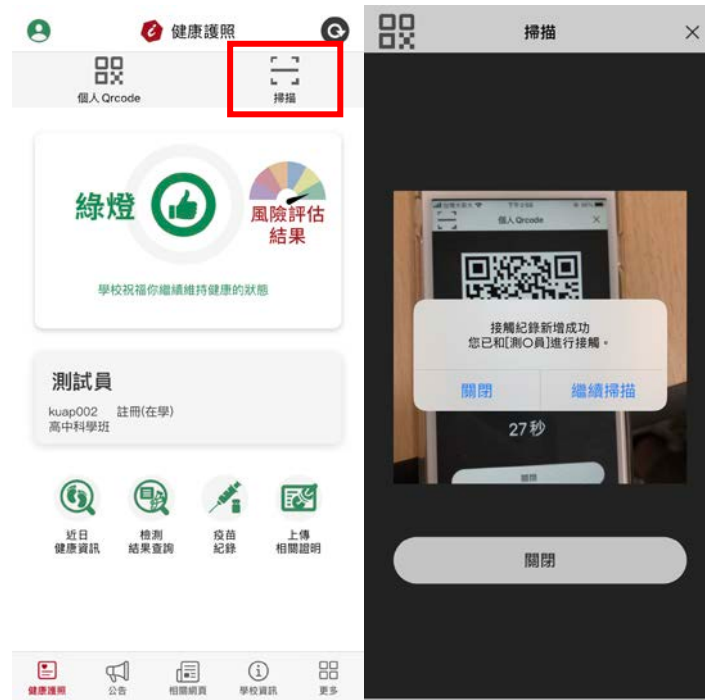 健康護照
個人 Qrcode
掃描
綠燈
風險評估
結果
學校祝福你繼續維持健康的狀態
測試員
kuap002 註冊(在學)
高中科學班
近日
健康資訊
檢測
結果查詢
疫苗
紀錄
上傳
相關證明
健康護照
公告
相關網頁
學校資訊
更多
掃描
個人 Qrcode
接觸紀錄新增成功
您已和[測O員]進行接觸。
關閉
繼續掃描
27秒
關閉
關閉